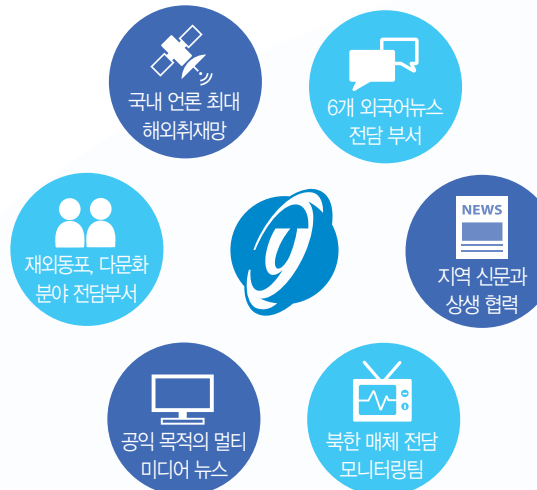 국내 언론 최대
해외취재망
6개 외국어뉴스
전담 부서
재외동포, 다문화
분야 전담부서
y
NEWS
지역 신문과
상생 협력
공익 목적의 멀티
미디어 뉴스
북한 매체 전담
모니터링팀